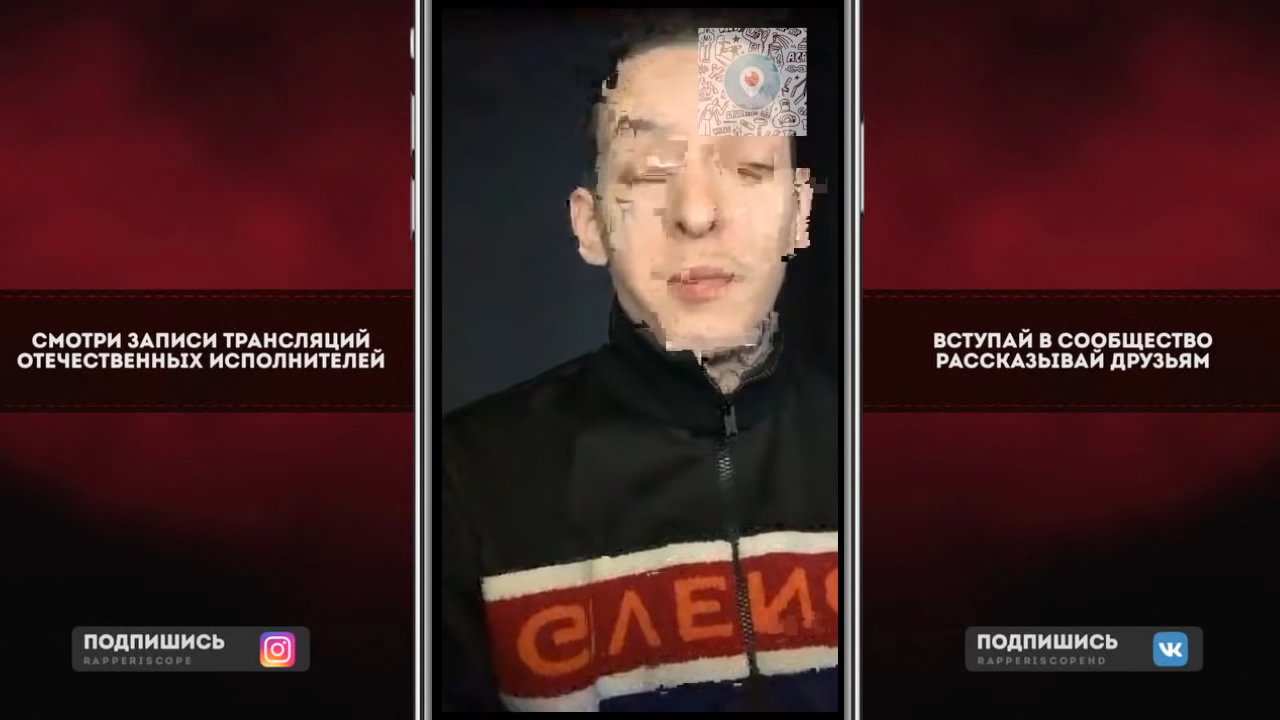 СМОТРИ ЗАПИСИ ТРАНСЛЯЦИЙ
ОТЕЧЕСТВЕННЫХ ИСПОЛНИТЕЛЕЙ
ВСТУПАЙ В СООБЩЕСТВО
РАССКАЗЫВАЙ ДРУЗЬЯМ
ПОДПИШИСЬ
RAPPERISCOPE
ПОДПИШИСЬ
RAPPERISCOPEHD